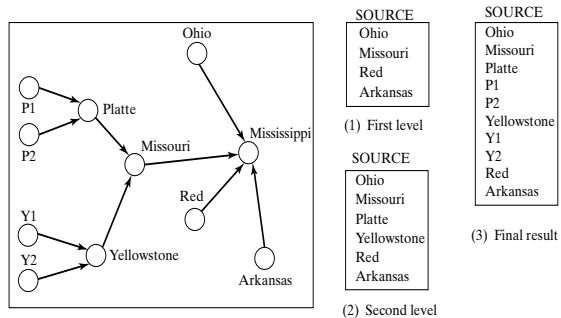 Ohio
P1
Platte
P2
Missouri
Mississippi
Red
Y1
Yellowstone
Y2
Arkansas
SOURCE
Ohio
Missouri
Red
Arkansas
(1) First level
SOURCE
Ohio
Missouri
Platte
Yellowstone
Red
Arkansas
(2) Second level
SOURCE
Ohio
Missouri
Platte
P1
P2
Yellowstone
Y1
Y2
Red
Arkansas
(3) Final result